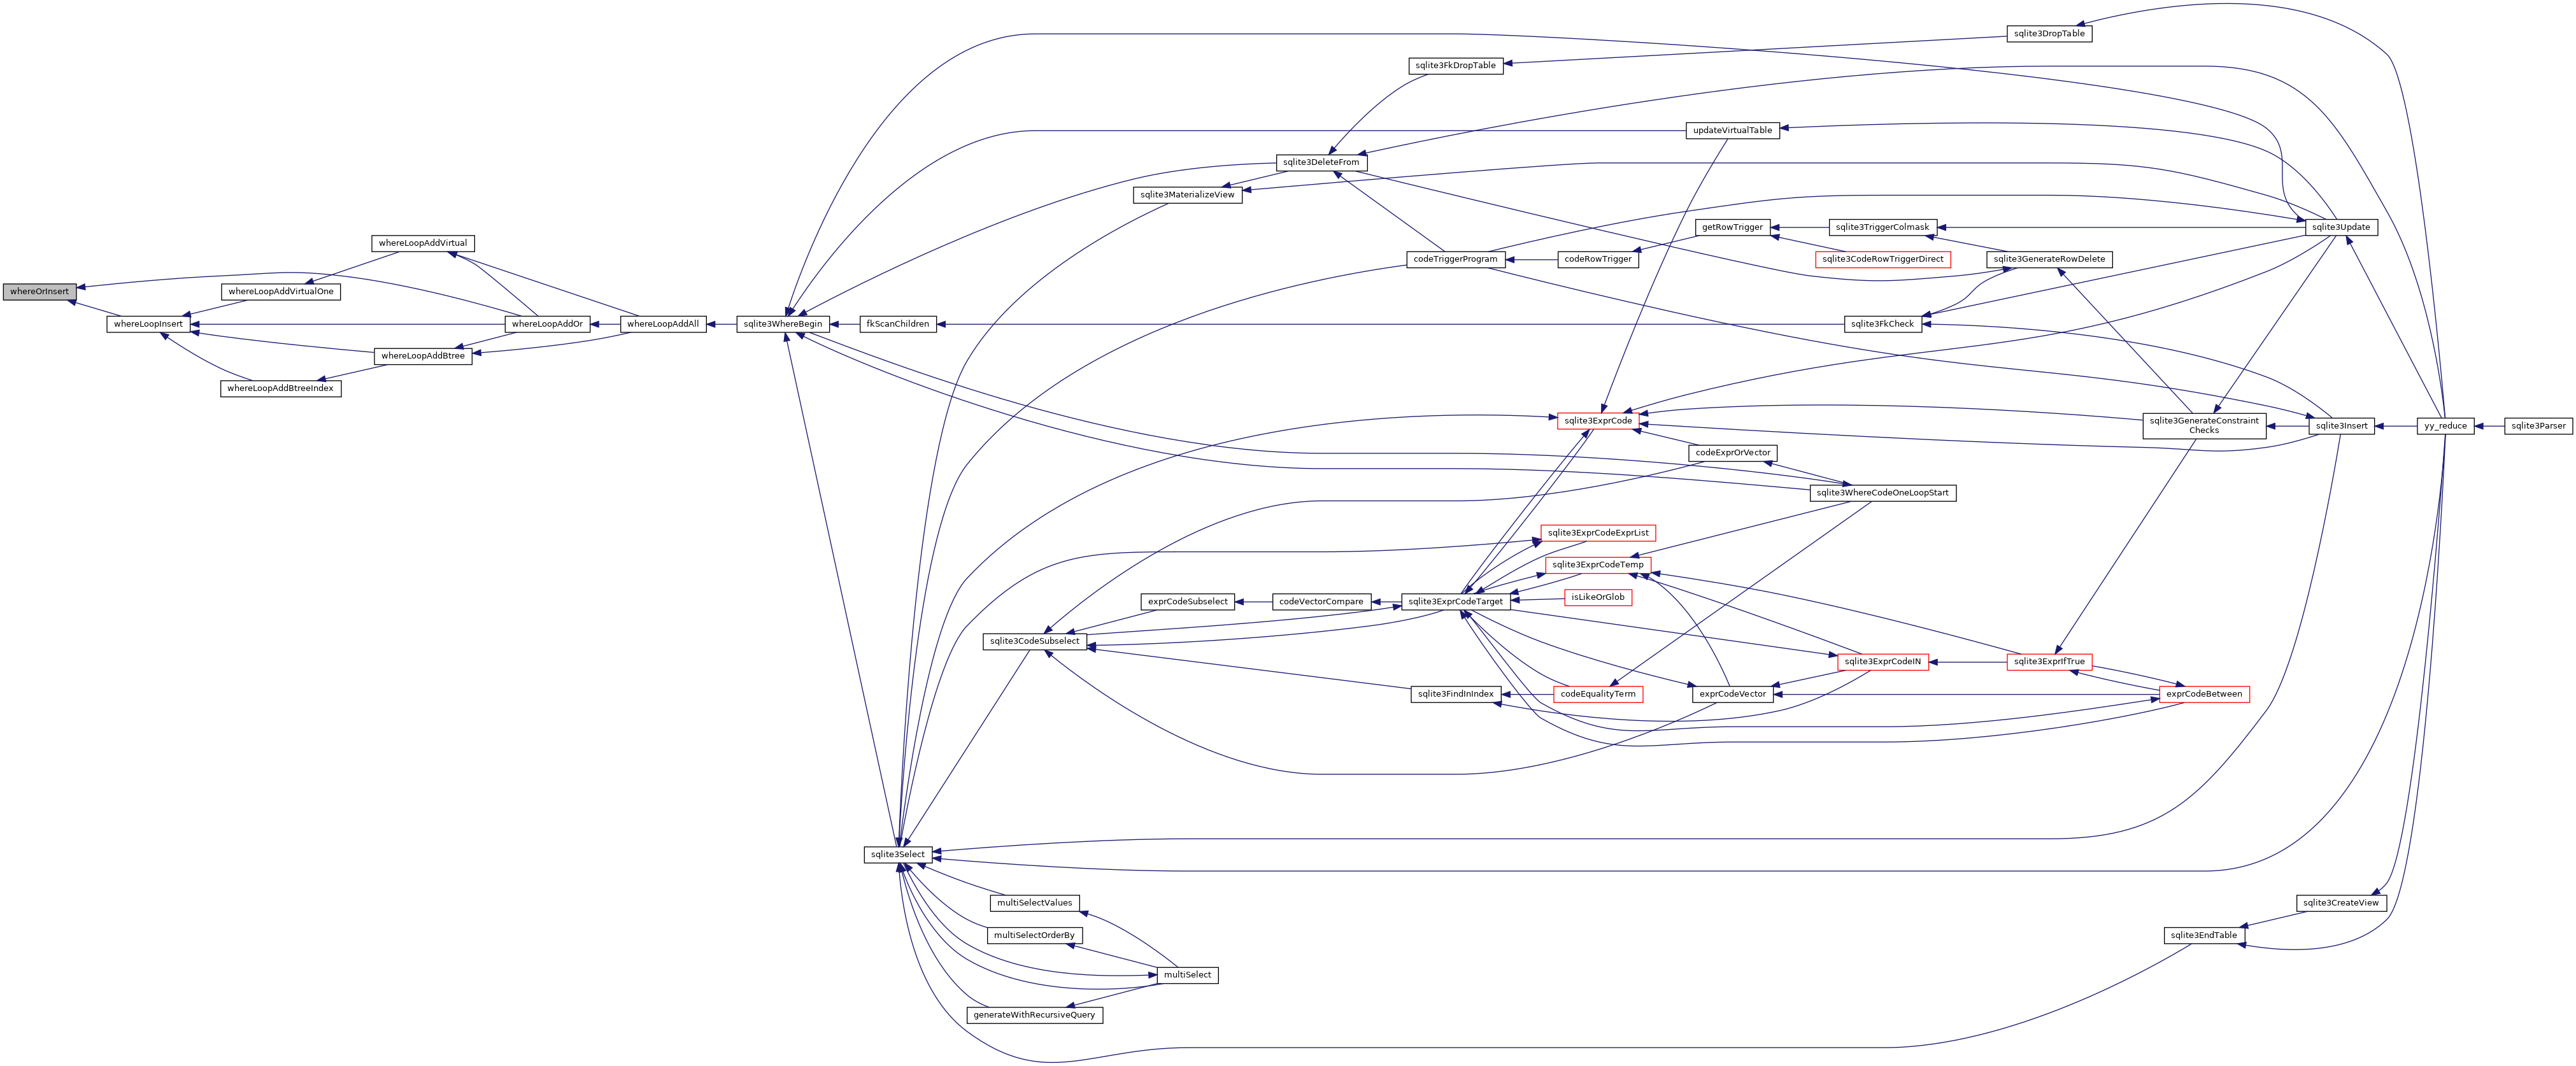 sqlite3DropTable
sqlite3FkDropTable
updateVirtualTable
sqlite3DeleteFrom
sqlite3MaterializeView
getRowTrigger
sqlite3TriggerColmask
sqlite3Update
whereLoopAddVirtual
codeTriggerProgram
codeRowTrigger
sqlite3CodeRowTriggerDirect
sqlite3GenerateRowDelete
whereOrInsert
whereLoopAddVirtualOne
whereLoopInsert
whereLoopAddOr
whereLoopAddAll
sqlite3WhereBegin
fkScanChildren
sqlite3FkCheck
whereLoopAddBtree
whereLoopAddBtreeIndex
sqlite3ExprCode
sqlite3GenerateConstraint
Checks
sqlite3Insert
yy_reduce
sqlite3Parser
codeExprOrVector
sqlite3WhereCodeOneLoopStart
sqlite3ExprCodeExprList
sqlite3ExprCodeTemp
exprCodeSubselect
codeVectorCompare
sqlite3ExprCodeTarget
isLikeOrGlob
sqlite3CodeSubselect
sqlite3ExprCodeIN
sqlite3ExprIfTrue
sqlite3FindInIndex
codeEqualityTerm
exprCodeVector
exprCodeBetween
sqlite3Select
multiSelectValues
sqlite3CreateView
multiSelectOrderBy
sqlite3EndTable
multiSelect
generateWithRecursiveQuery